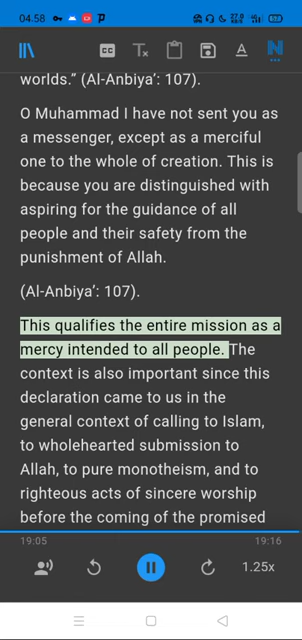 04.58
27.8
KB/S
worlds.” (Al-Anbiya’: 107).
O Muhammad I have not sent you as
a messenger, except as a merciful
one to the whole of creation. This is
because you are distinguished with
aspiring for the guidance of all
people and their safety from the
punishment of Allah.
(Al-Anbiya’: 107).
This qualifies the entire mission as a
mercy intended to all people. The
context is also important since this
declaration came to us in the
general context of calling to Islam,
to wholehearted submission to
Allah, to pure monotheism, and to
righteous acts of sincere worship
before the coming of the promised
19:05
19:16
1.25x